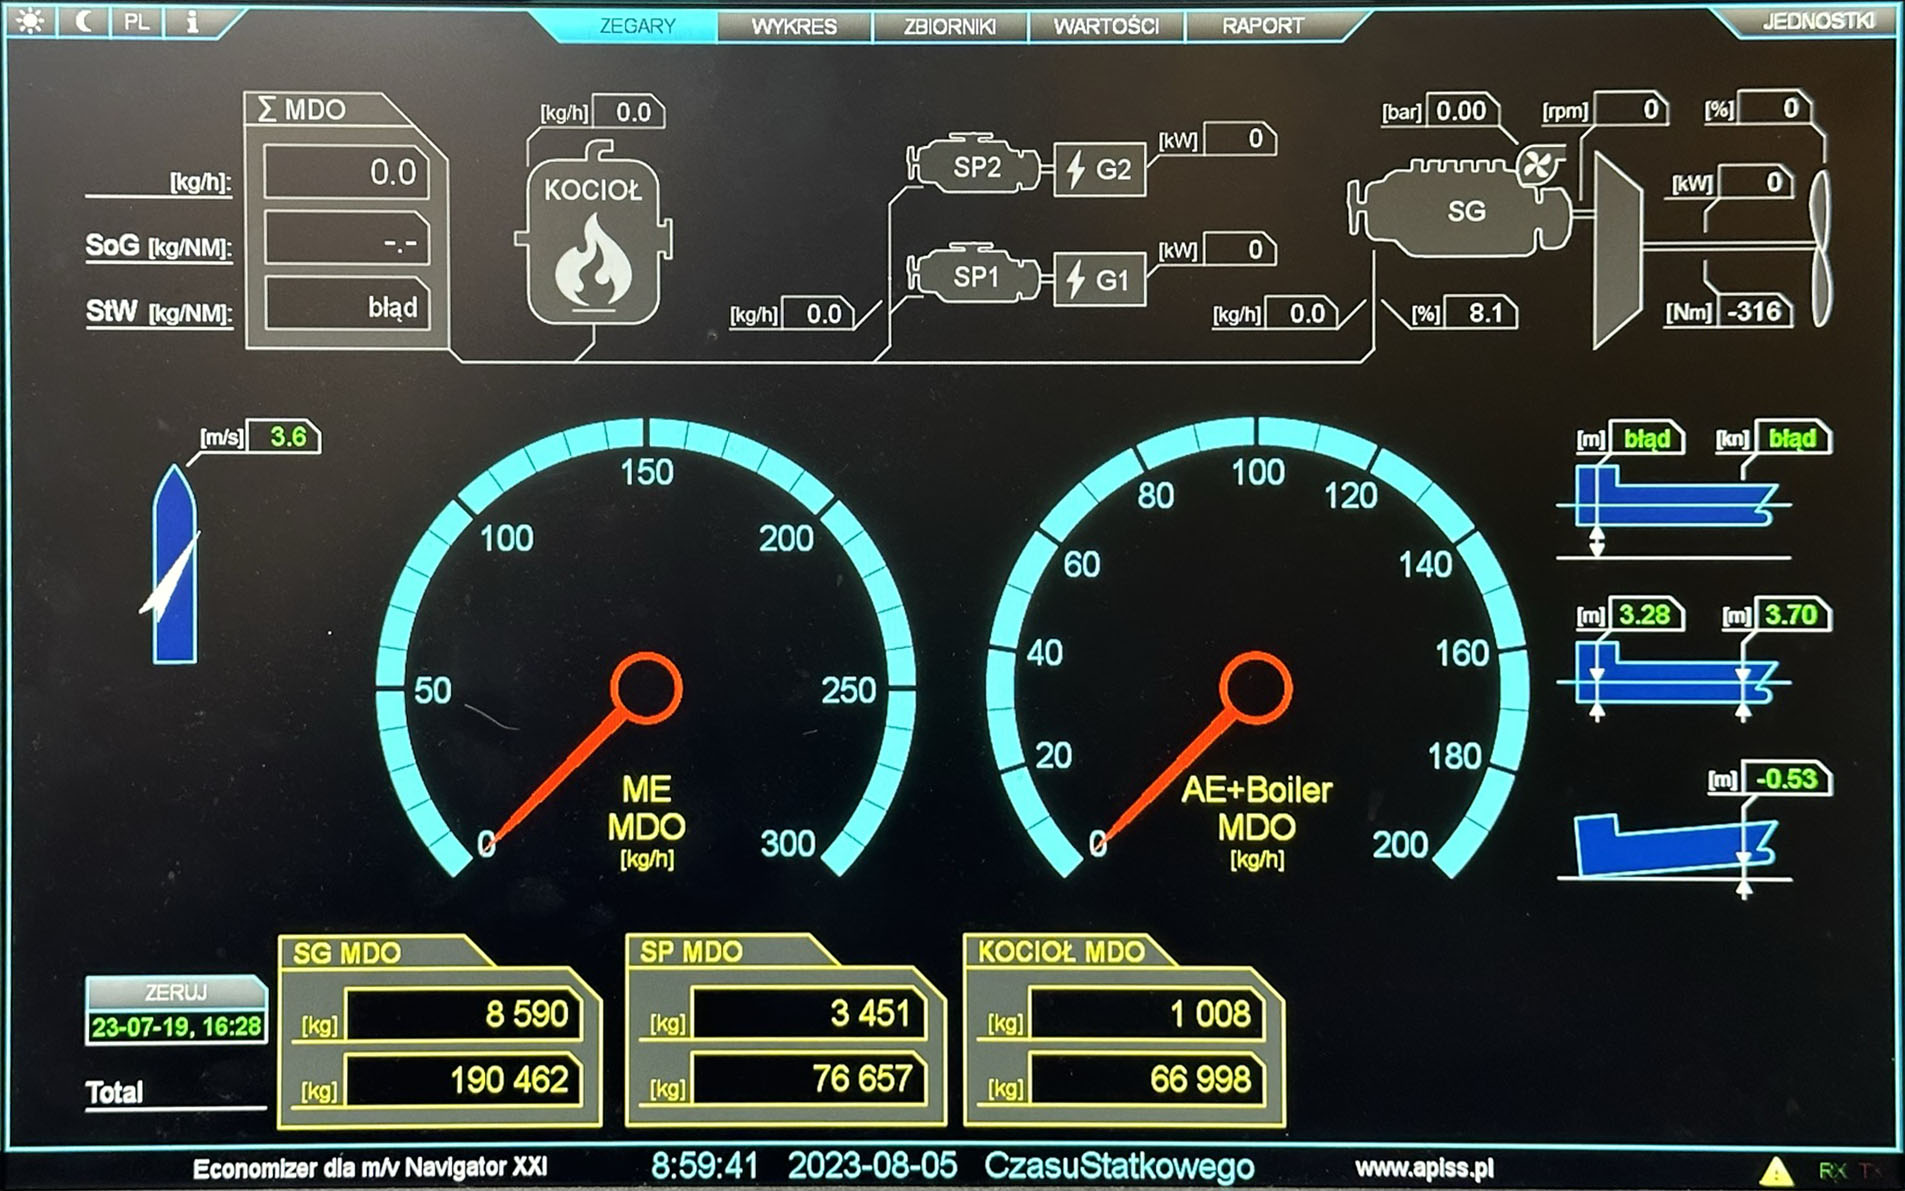 PL i ZEGARY WYKRES ZBIORNIKI WARTOŚCI RAPORT JEDNOSTKI
∑ MDO
[kg/h]: 0.0
SoG [kg/NM]: -.-
StW [kg/NM]: błąd
[kg/h] 0.0
KOCIOŁ
SP2 G2 [kW] 0
SP1 G1 [kW] 0
[kg/h] 0.0
[bar] 0.00 [rpm] 0 [%] 0
SG
[kW] 0
[kg/h] 0.0 [%] 8.1 [Nm] -316
[m/s] 3.6
0
50
100
150
200
250
300
ME
MDO
[kg/h]
0
20
40
60
80
100
120
140
160
180
200
AE+Boiler
MDO
[kg/h]
[m] błąd [kn] błąd
[m] 3.28 [m] 3.70
[m] -0.53
ZERUJ
23-07-19, 16:28
Total
SG MDO
[kg] 8 590
[kg] 190 462
SP MDO
[kg] 3 451
[kg] 76 657
KOCIOŁ MDO
[kg] 1 008
[kg] 66 998
Economizer dla m/v Navigator XXI 8:59:41 2023-08-05 CzasuStatkowego www.apiss.pl RX TX